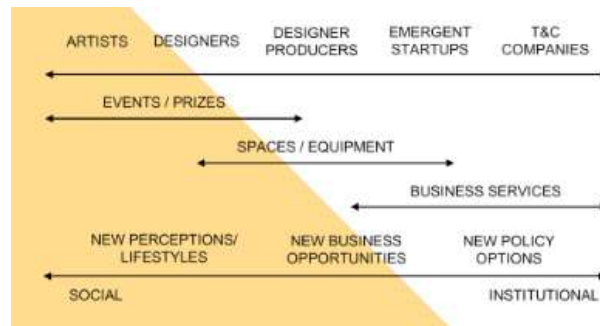 ARTISTS DESIGNERS DESIGNER PRODUCERS EMERGENT STARTUPS T&C COMPANIES
EVENTS / PRIZES
SPACES / EQUIPMENT
BUSINESS SERVICES
NEW PERCEPTIONS/ LIFESTYLES
NEW BUSINESS OPPORTUNITIES
NEW POLICY OPTIONS
SOCIAL
INSTITUTIONAL